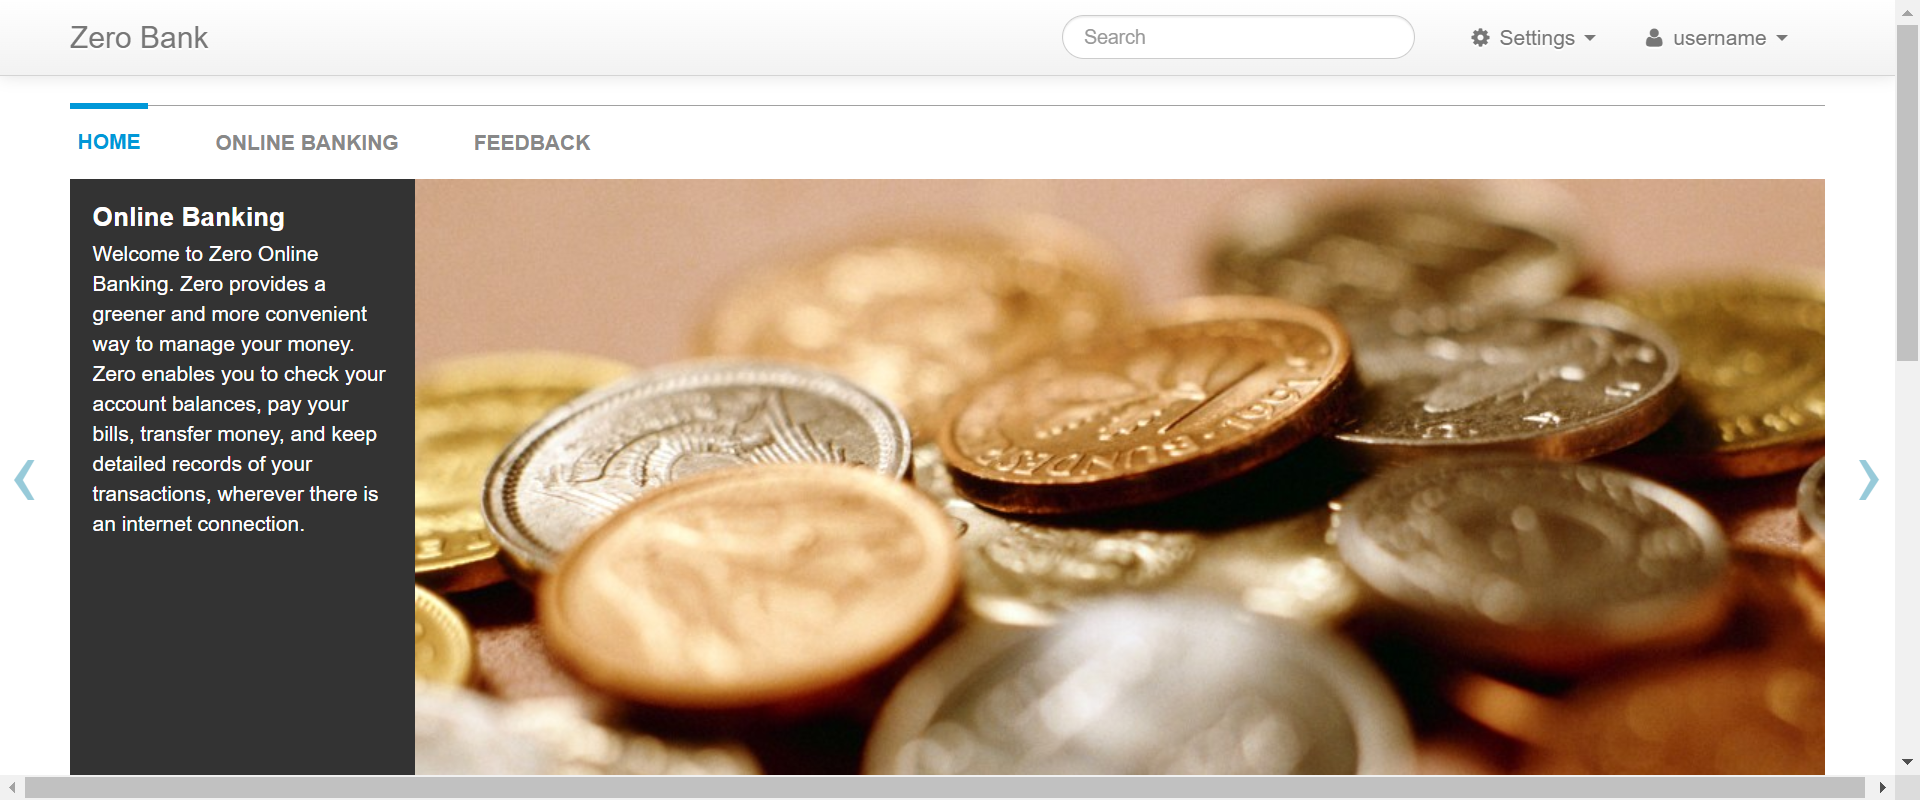 Zero Bank
Search
Settings
username
HOME
ONLINE BANKING
FEEDBACK
Online Banking
Welcome to Zero Online
Banking. Zero provides a
greener and more convenient
way to manage your money.
Zero enables you to check your
account balances, pay your
bills, transfer money, and keep
detailed records of your
transactions, wherever there is
an internet connection.